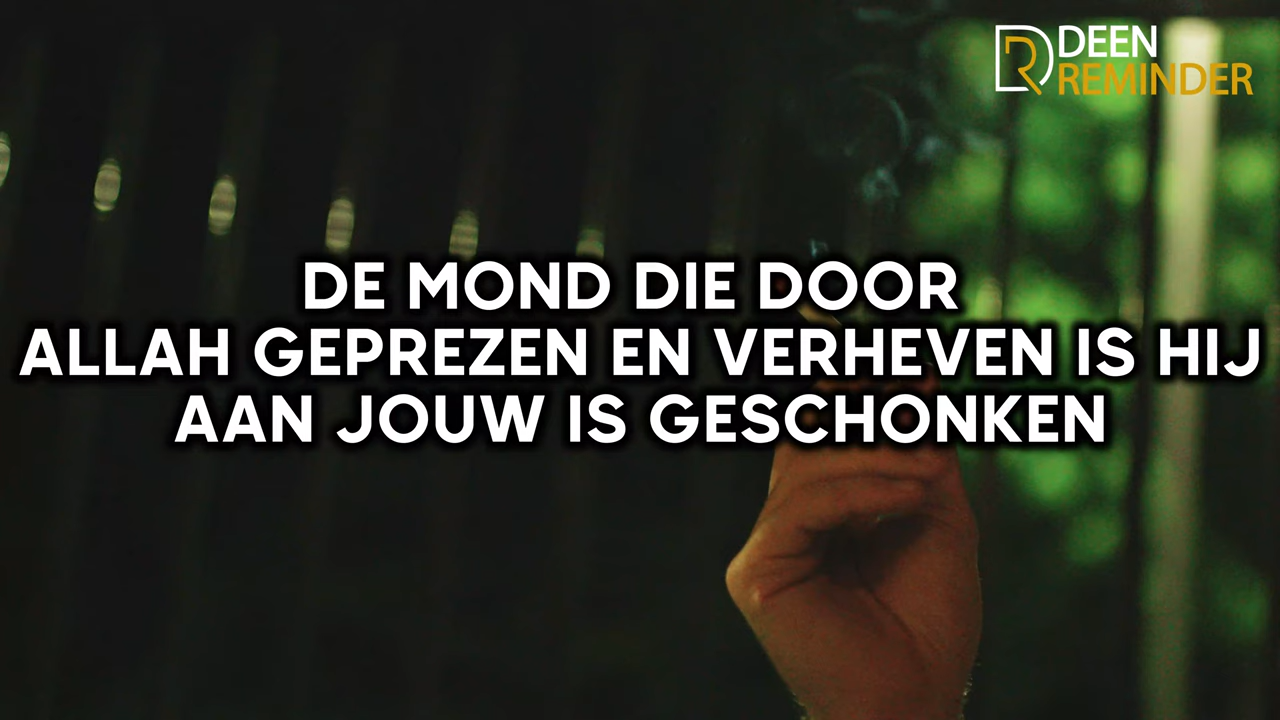 DEEN
REMINDER
DE MOND DIE DOOR
ALLAH GEPREZEN EN VERHEVEN IS HIJ
AAN JOUW IS GESCHONKEN